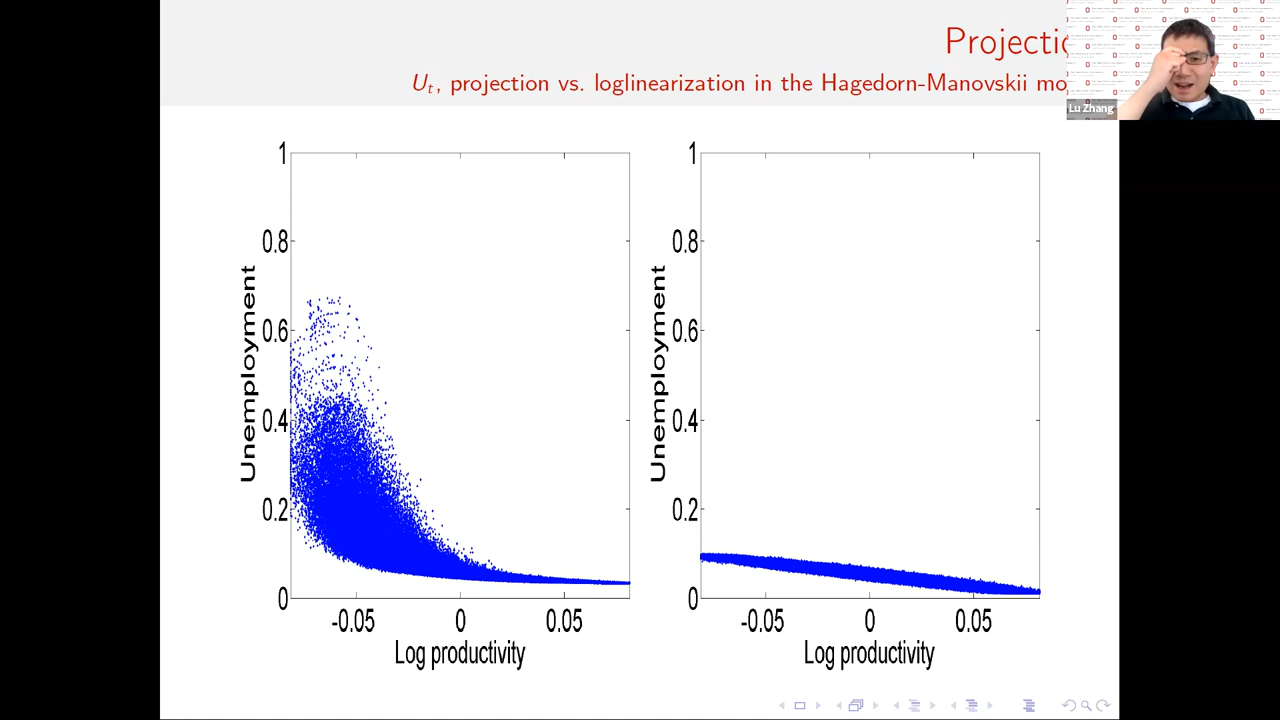 Projectio
U_t, projection vs. loglinearization in the Hagedorn-Manovskii mo
Lu Zhang
1
0.8
0.6
0.4
0.2
0
Unemployment
-0.05 0 0.05
Log productivity
1
0.8
0.6
0.4
0.2
0
Unemployment
-0.05 0 0.05
Log productivity